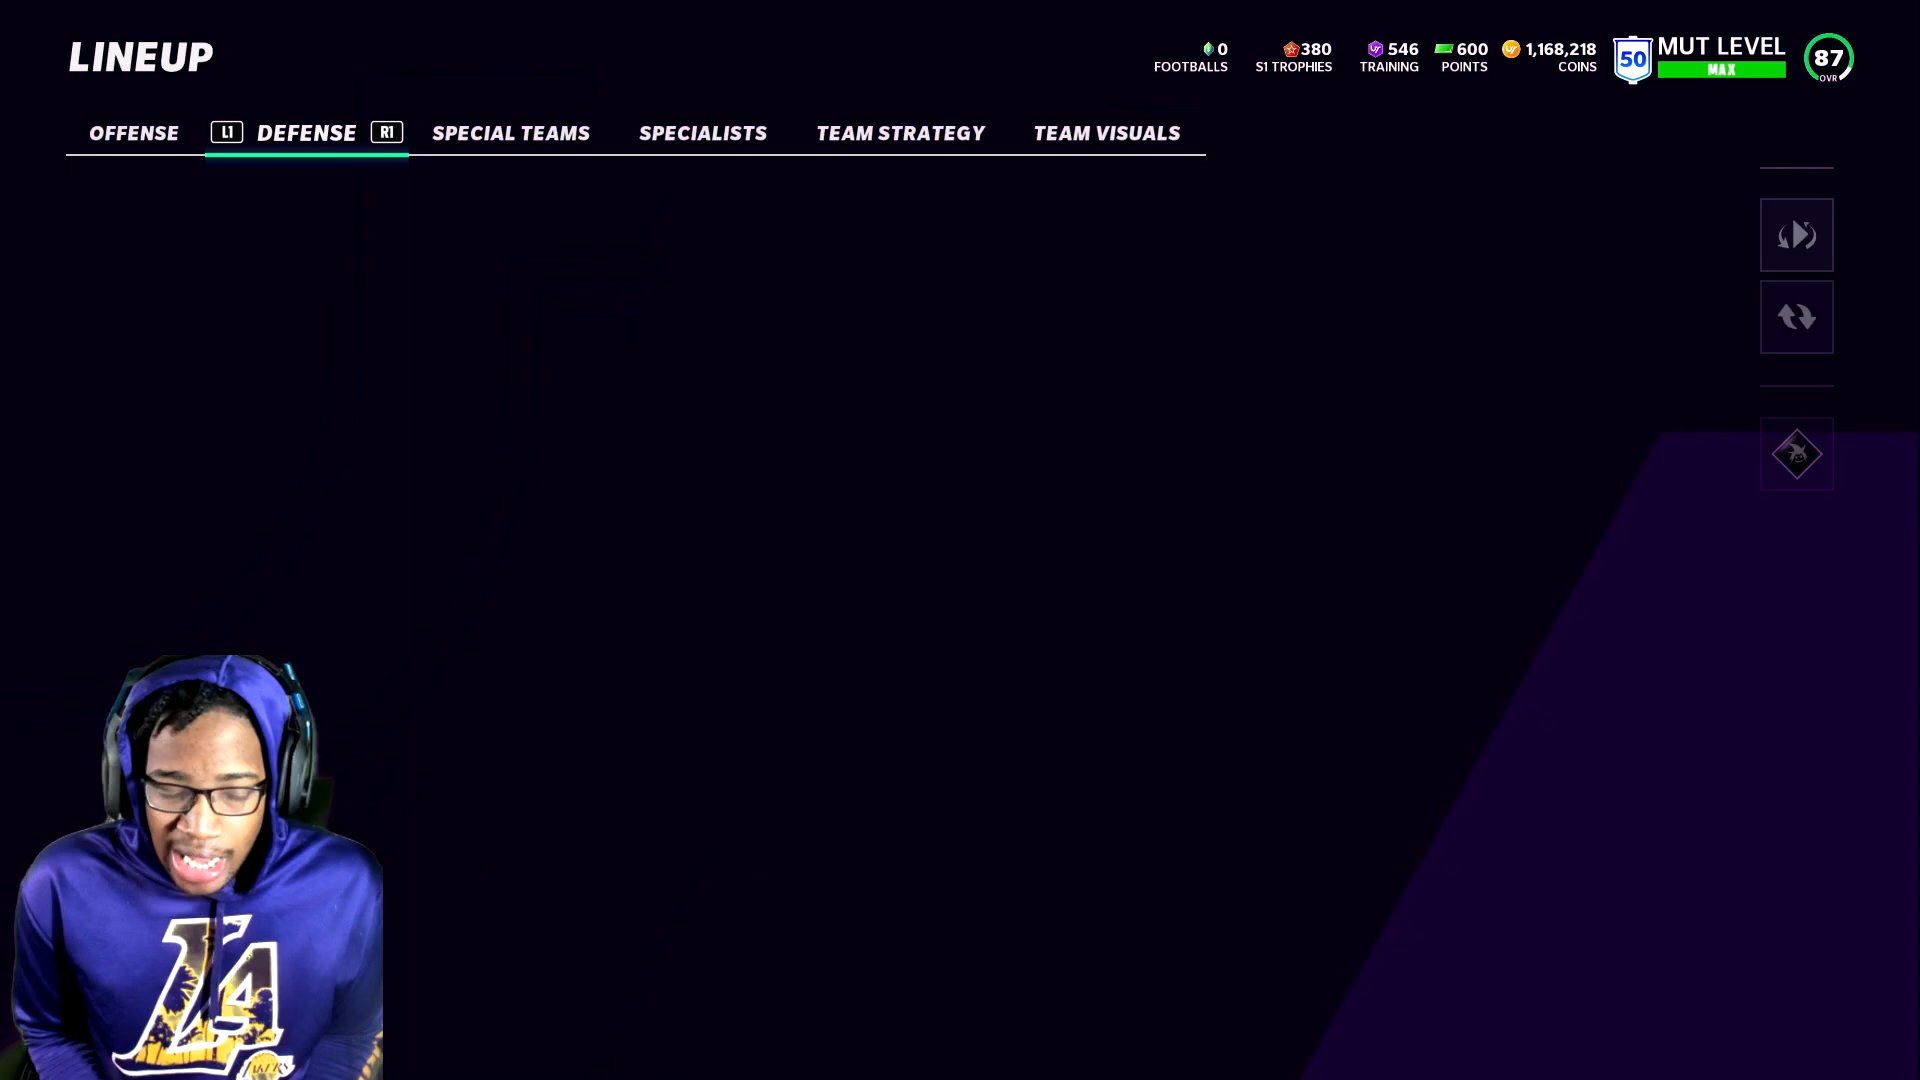 LINEUP
0
FOOTBALLS
380
S1 TROPHIES
546
TRAINING
600
POINTS
1,168,218
COINS
50
MUT LEVEL
MAX
87
OVR
OFFENSE
L1
DEFENSE
R1
SPECIAL TEAMS
SPECIALISTS
TEAM STRATEGY
TEAM VISUALS
LA
LAKERS